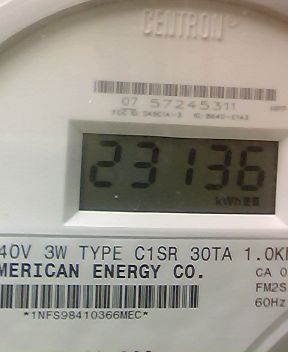 CENTRON
07 57245311
23136
kWh
40V 3W TYPE C1SR 30TA 1.0K
MERICAN ENERGY CO.
CA 0
FM2S
60Hz
*1NFS98410366MEC*